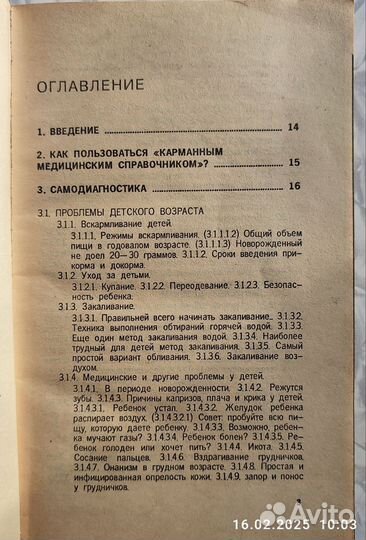 ОГЛАВЛЕНИЕ
1. ВВЕДЕНИЕ 14
2. КАК ПОЛЬЗОВАТЬСЯ «КАРМАННЫМ
МЕДИЦИНСКИМ СПРАВОЧНИКОМ»? 15
3. САМОДИАГНОСТИКА 16
3.1. ПРОБЛЕМЫ ДЕТСКОГО ВОЗРАСТА
3.1.1. Вскармливание детей.
3.1.1.1. Режимы вскармливания. (3.1.1.1.2) Общий объем
пищи в годовалом возрасте. (3.1.1.1.3) Новорожденный
не доел 20—30 граммов. 3.1.1.2. Сроки введения при-
корма и докорма.
3.1.2. Уход за детьми.
3.1.2.1. Купание. 3.1.2.2. Переодевание. 3.1.2.3. Безопас-
ность ребенка.
3.1.3. Закаливание.
3.1.3.1. Правильней всего начинать закаливание... 3.1.3.2.
Техника выполнения обтираний горячей водой. 3.1.3.3.
Еще один метод закаливания водой. 3.1.3.4. Наиболее
трудный для детей метод закаливания. 3.1.3.5. Самый
простой вариант обливания. 3.1.3.6. Закаливание воз-
духом.
3.1.4. Медицинские и другие проблемы у детей.
3.1.4.1. В периоде новорожденности. 3.1.4.2. Режутся
зубы. 3.1.4.3. Причины капризов, плача и крика у детей.
3.1.4.3.1. Ребенок устал. 3.1.4.3.2. Желудок ребенка
распирает воздух. (3.1.4.3.2.1) Совет: пробуйте всю пи-
щу, которую даете ребенку. 3.1.4.3.3. Возможно, ребен-
ка мучают газы? 3.1.4.3.4. Ребенок болен? 3.1.4.3.5. Ре-
бенок голоден или хочет пить? 3.1.4.4. Икота. 3.1.4.5.
Сосание пальцев. 3.1.4.6. Вздрагивание грудничков.
3.1.4.7. Онанизм в грудном возрасте. 3.1.4.8. Простая и
инфицированная опрелость кожи. 3.1.4.9. запор и понос
у грудничков.
3
Avito
16.02.2025 10:03